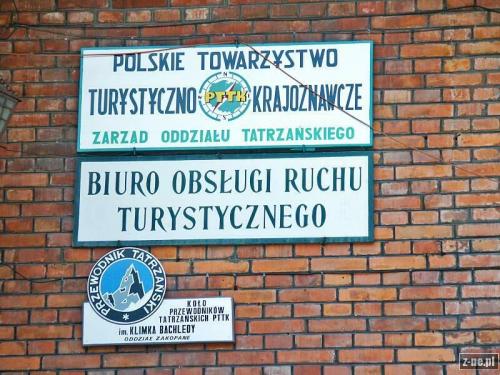 POLSKIE TOWARZYSTWO
TURYSTYCZNO-PTTK-KRAJOZNAWCZE
ZARZĄD ODDZIAŁU TATRZAŃSKIEGO
BIURO OBSŁUGI RUCHU
TURYSTYCZNEGO
PRZEWODNIK TATRZAŃSKI
KOŁO
PRZEWODNIKÓW
TATRZAŃSKICH PTTK
im. KLIMKA BACHLEDY
ODDZIAŁ ZAKOPANE
z-ne.pl